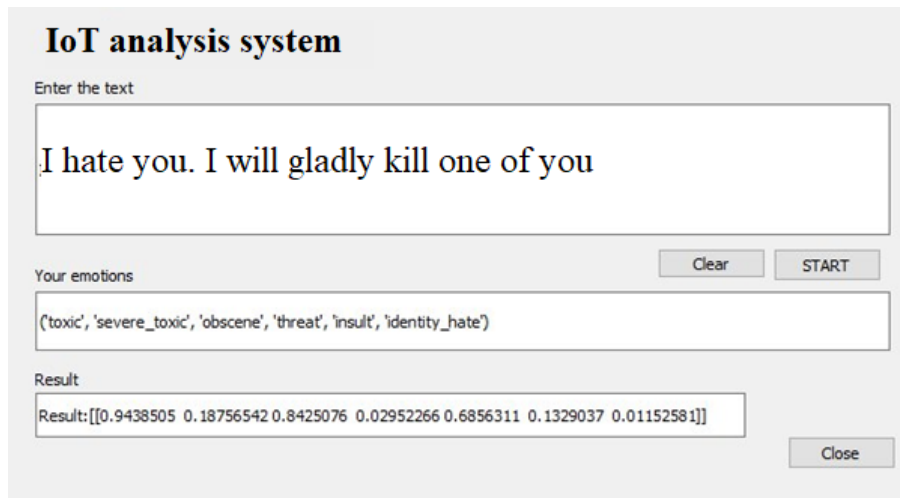 IoT analysis system
Enter the text
I hate you. I will gladly kill one of you
Clear
START
Your emotions
('toxic', 'severe_toxic', 'obscene', 'threat', 'insult', 'identity_hate')
Result
Result:[[0.9438505 0.18756542 0.8425076 0.02952266 0.6856311 0.1329037 0.01152581]]
Close